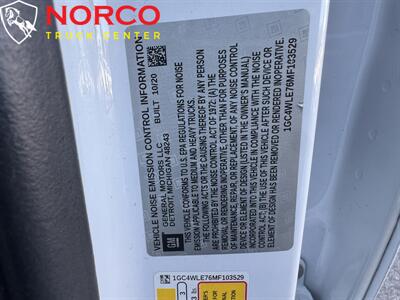 NORCO
TRUCK CENTER
VEHICLE NOISE EMISSION CONTROL INFORMATION
GENERAL MOTORS LLC BUILT 10/20
DETROIT, MICHIGAN 48243
GM
THIS VEHICLE CONFORMS TO U.S. EPA REGULATIONS FOR NOISE
EMISSION APPLICABLE TO MEDIUM AND HEAVY TRUCKS.
THE FOLLOWING ACTS OR THE CAUSING THEREOF BY ANY PERSON
ARE PROHIBITED BY THE NOISE CONTROL ACT OF 1972: (A) THE
REMOVAL OR RENDERING INOPERATIVE, OTHER THAN FOR PURPOSES
OF MAINTENANCE, REPAIR, OR REPLACEMENT, OF ANY NOISE CONTROL
DEVICE OR ELEMENT OF DESIGN (LISTED IN THE OWNER'S MANUAL)
INCORPORATED INTO THIS VEHICLE IN COMPLIANCE WITH THE NOISE
CONTROL ACT; (B) THE USE OF THIS VEHICLE AFTER SUCH DEVICE OR
ELEMENT OF DESIGN HAS BEEN REMOVED OR RENDERED INOPERATIVE.
1GC4WLE76MF103529
1GC4WLE76MF103529